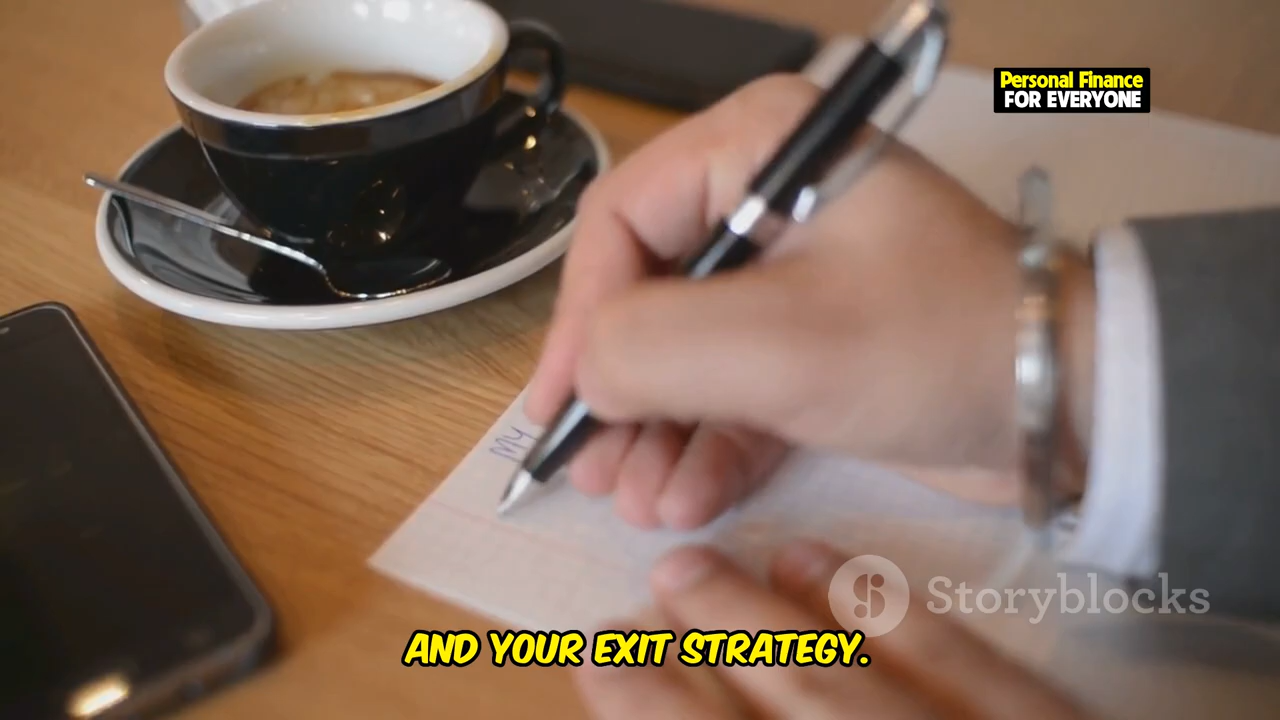 Personal Finance
FOR EVERYONE
MY
Storyblocks
AND YOUR EXIT STRATEGY.